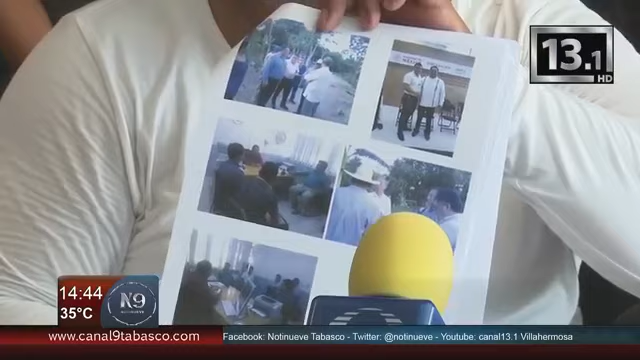 13.1
HD
14:44
35°C
N9
www.canal9tabasco.com
Facebook: Notinueve Tabasco - Twitter: @notinueve - Youtube: canal13.1 Villahermosa